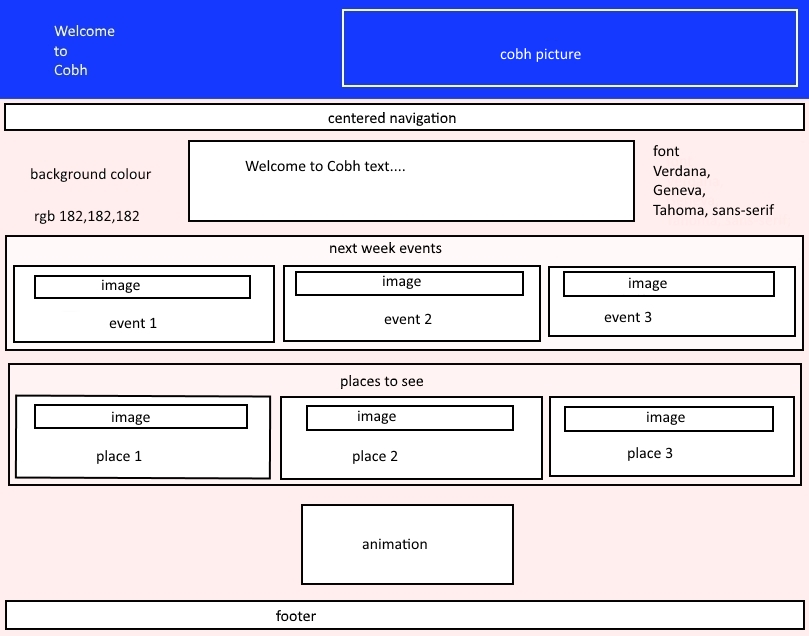 Welcome
to
Cobh
cobh picture
centered navigation
background colour
rgb 182,182,182
Welcome to Cobh text....
font
Verdana,
Geneva,
Tahoma, sans-serif
next week events
image
event 1
image
event 2
image
event 3
places to see
image
place 1
image
place 2
image
place 3
animation
footer